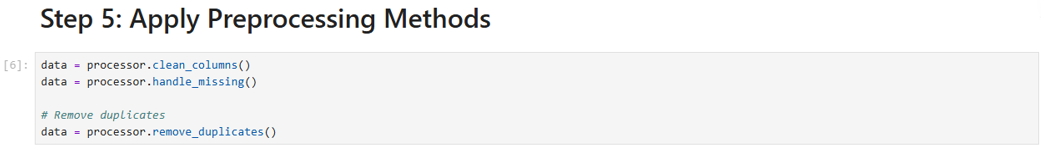 Step 5: Apply Preprocessing Methods
[6]: data = processor.clean_columns()
data = processor.handle_missing()
# Remove duplicates
data = processor.remove_duplicates()